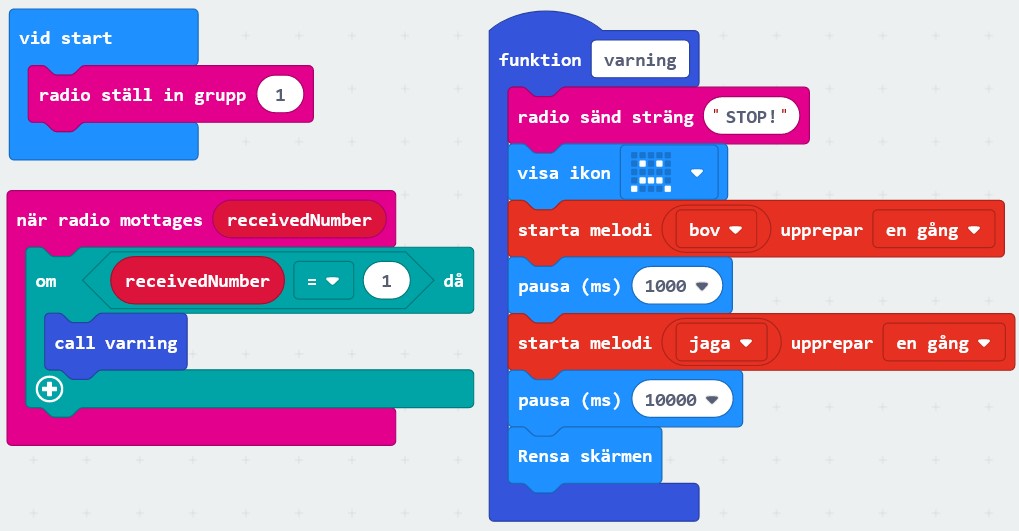 vid start
radio ställ in grupp 1
när radio mottages receivedNumber
om receivedNumber = 1 då
call varning
funktion varning
radio sänd sträng "STOP!"
visa ikon
starta melodi bov upprepar en gång
pausa (ms) 1000
starta melodi jaga upprepar en gång
pausa (ms) 10000
Rensa skärmen